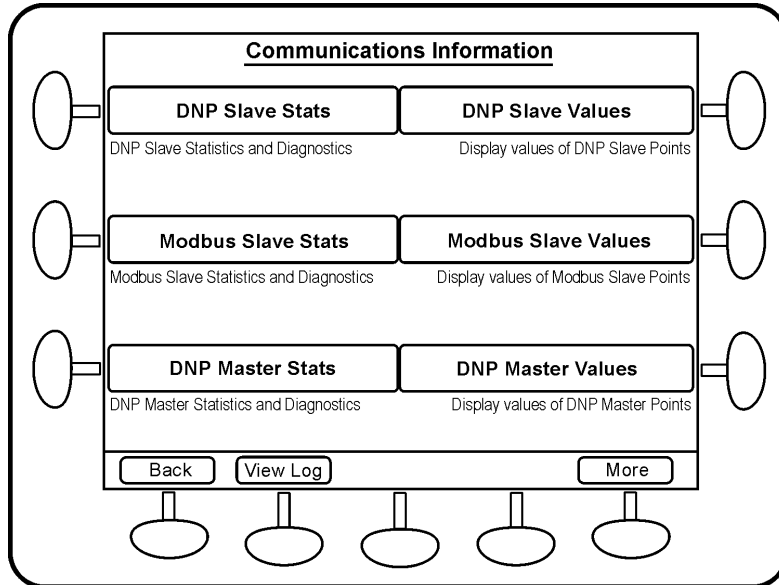 Communications Information
DNP Slave Stats
DNP Slave Values
DNP Slave Statistics and Diagnostics
Display values of DNP Slave Points
Modbus Slave Stats
Modbus Slave Values
Modbus Slave Statistics and Diagnostics
Display values of Modbus Slave Points
DNP Master Stats
DNP Master Values
DNP Master Statistics and Diagnostics
Display values of DNP Master Points
Back
View Log
More